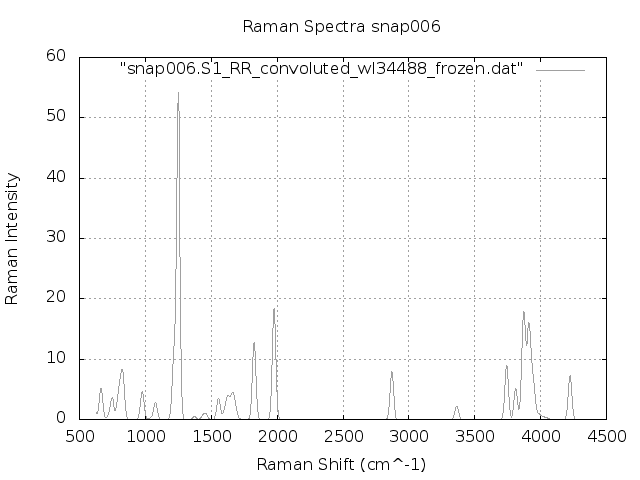 Raman Spectra snap006
60
"snap006.S1_RR_convoluted_wl34488_frozen.dat"
50
40
Raman Intensity
30
20
10
0
500 1000 1500 2000 2500 3000 3500 4000 4500
Raman Shift (cm^-1)